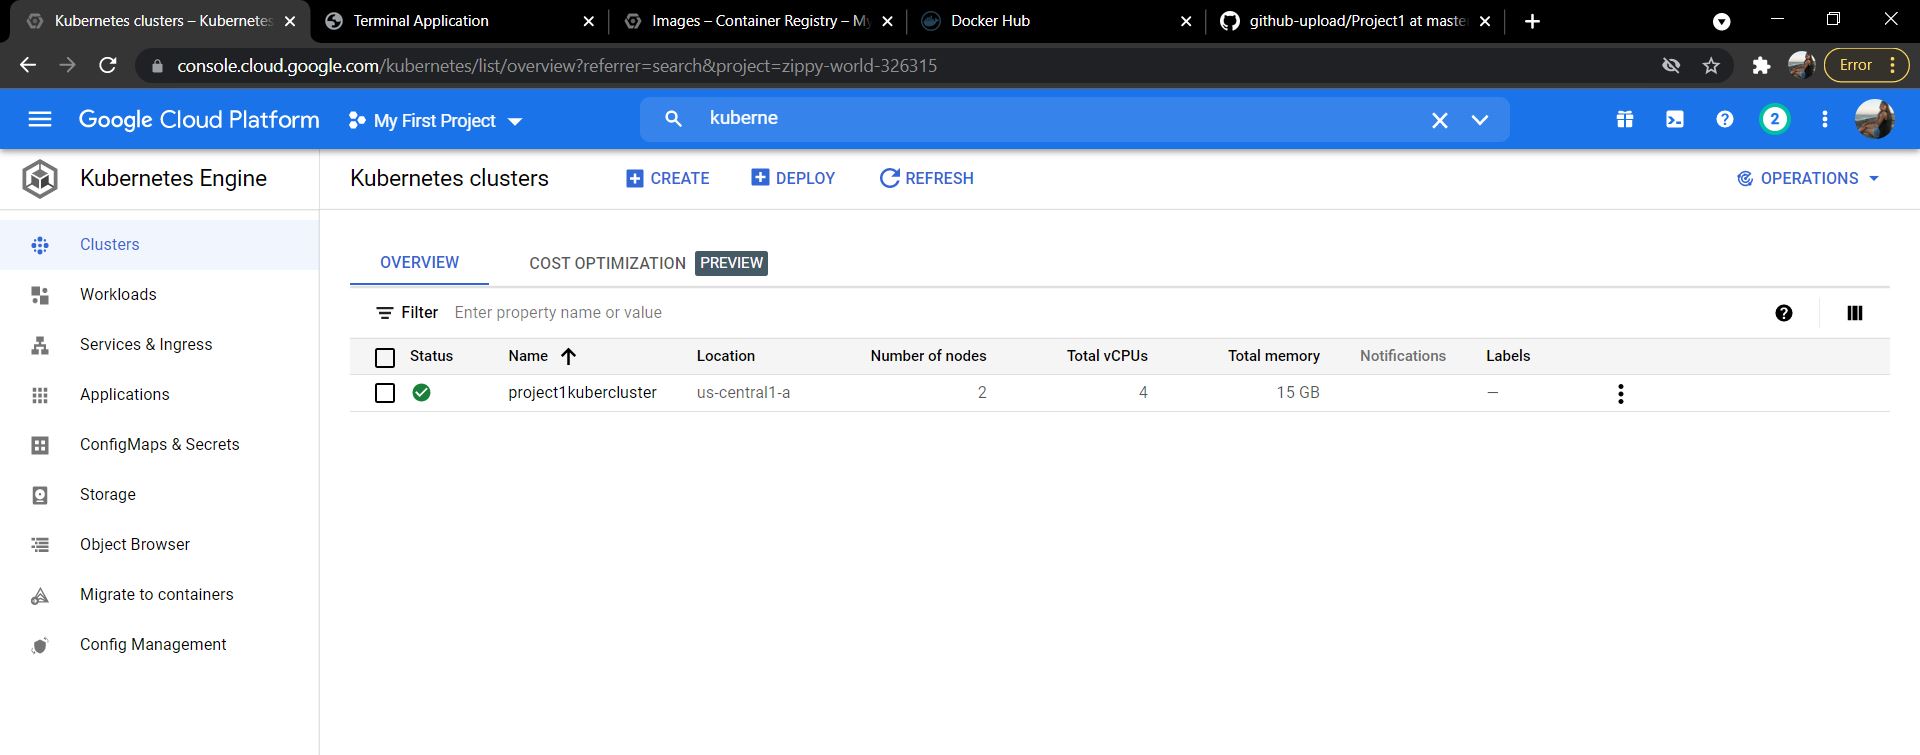 Kubernetes clusters – Kubernetes
Terminal Application
Images – Container Registry – My
Docker Hub
github-upload/Project1 at master
console.cloud.google.com/kubernetes/list/overview?referrer=search&project=zippy-world-326315
Error
Google Cloud Platform
My First Project
kuberne
2
Kubernetes Engine
Kubernetes clusters
CREATE
DEPLOY
REFRESH
OPERATIONS
Clusters
Workloads
Services & Ingress
Applications
ConfigMaps & Secrets
Storage
Object Browser
Migrate to containers
Config Management
OVERVIEW
COST OPTIMIZATION PREVIEW
Filter Enter property name or value
Status Name Location Number of nodes Total vCPUs Total memory Notifications Labels
project1kubercluster us-central1-a 2 4 15 GB —